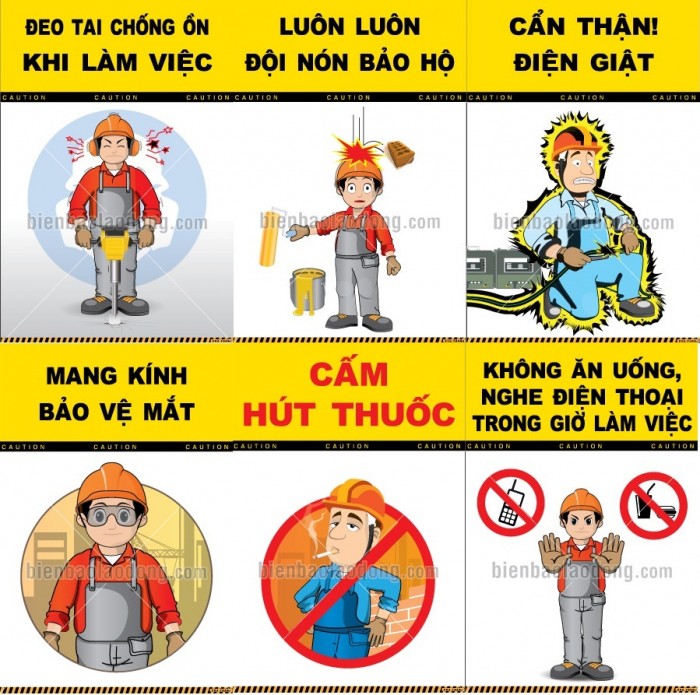 ĐEO TAI CHỐNG ỒN
KHI LÀM VIỆC
CAUTION CAUTION CAUTION
bienbaolaodong.com
LUÔN LUÔN
ĐỘI NÓN BẢO HỘ
CAUTION CAUTION CAUTION
bienbaolaodong.com
CẨN THẬN!
ĐIỆN GIẬT
CAUTION CAUTION CAUTION
bienbaolaodong.com
MANG KÍNH
BẢO VỆ MẮT
CAUTION CAUTION CAUTION
bienbaolaodong.com
CẤM
HÚT THUỐC
CAUTION CAUTION CAUTION
bienbaolaodong.com
KHÔNG ĂN UỐNG,
NGHE ĐIỆN THOẠI
TRONG GIỜ LÀM VIỆC
CAUTION CAUTION CAUTION
bienbaolaodong.com